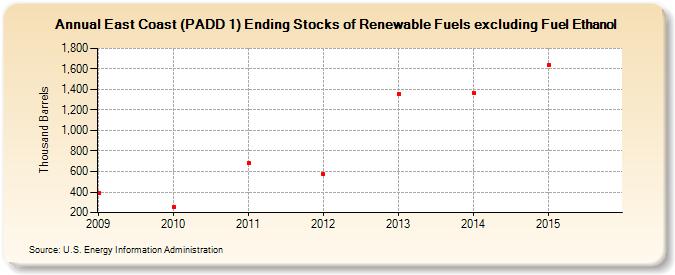 Annual East Coast (PADD 1) Ending Stocks of Renewable Fuels excluding Fuel Ethanol
Thousand Barrels
1,800
1,600
1,400
1,200
1,000
800
600
400
200
2009 2010 2011 2012 2013 2014 2015
Source: U.S. Energy Information Administration